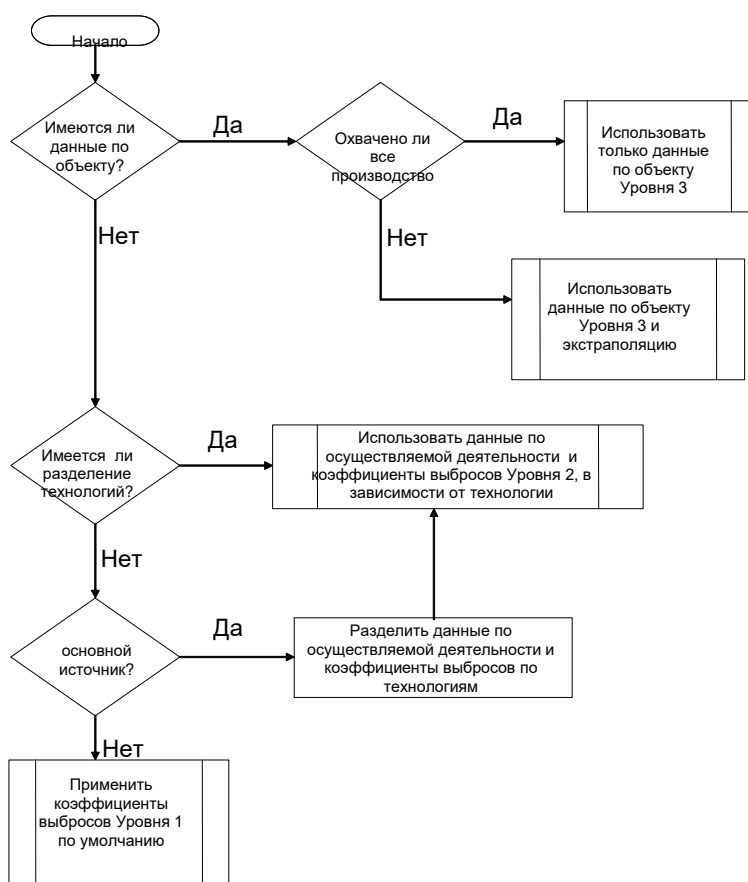 Начало
Имеются ли
данные по
объекту?
Да
Охвачено ли
все
производство
Да
Использовать
только данные
по объекту
Уровня 3
Нет
Нет
Использовать
данные по объекту
Уровня 3 и
экстраполяцию
Имеется ли
разделение
технологий?
Да
Использовать данные по
осуществляемой деятельности и
коэффициенты выбросов Уровня 2, в
зависимости от технологии
Нет
основной
источник?
Да
Разделить данные по
осуществляемой деятельности и
коэффициенты выбросов по
технологиям
Нет
Применить
коэффициенты
выбросов Уровня 1
по умолчанию